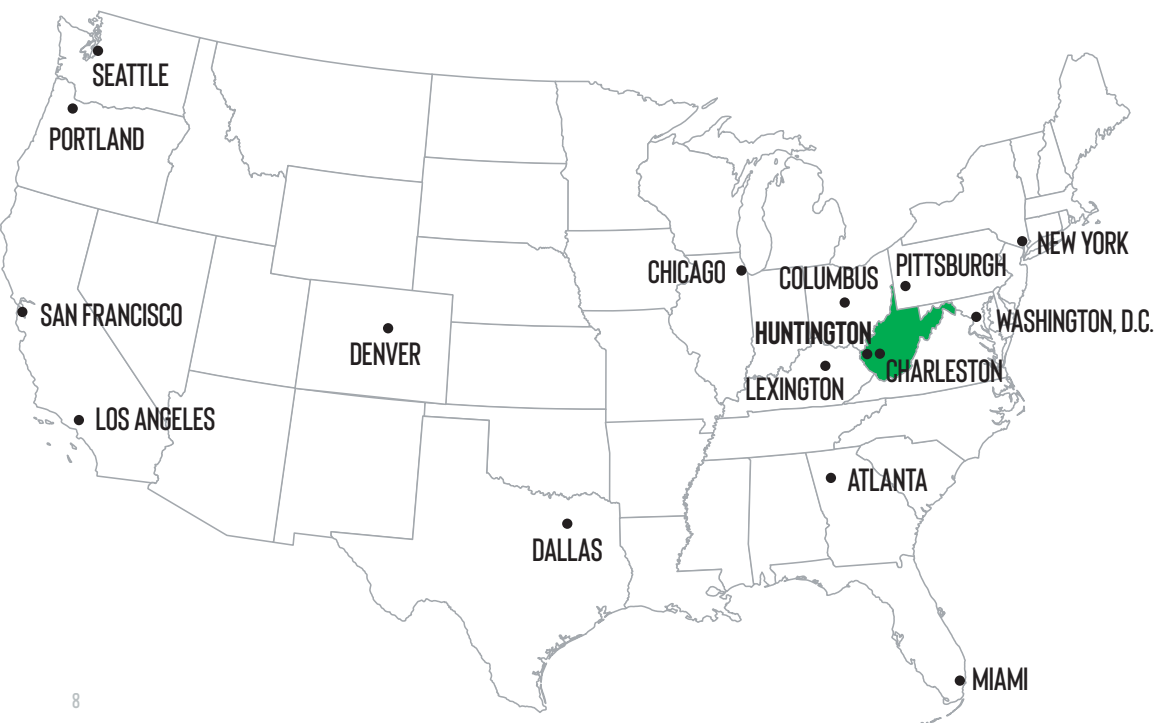 SEATTLE
PORTLAND
NEW YORK
PITTSBURGH
CHICAGO
COLUMBUS
SAN FRANCISCO
WASHINGTON, D.C.
HUNTINGTON
DENVER
CHARLESTON
LEXINGTON
LOS ANGELES
ATLANTA
DALLAS
MIAMI
8